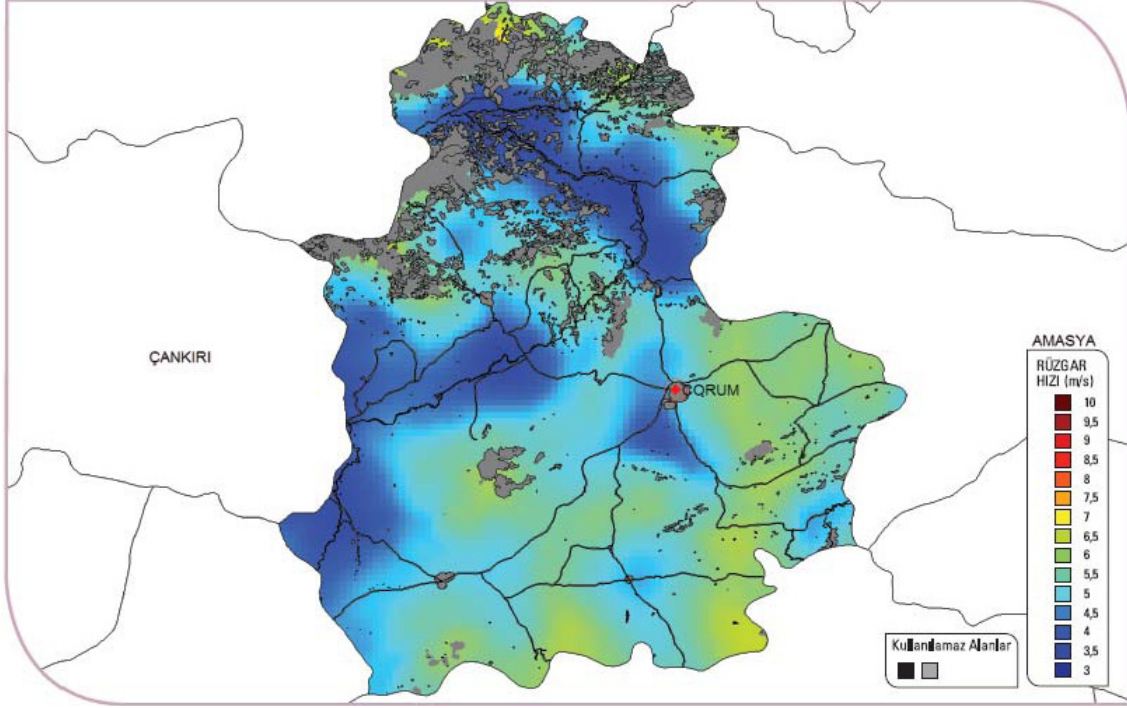 ÇANKIRI
ÇORUM
AMASYA
RÜZGAR
HIZI (m/s)
10
9,5
9
8,5
8
7,5
7
6,5
6
5,5
5
4,5
4
3,5
3
Kullanılamaz Alanlar